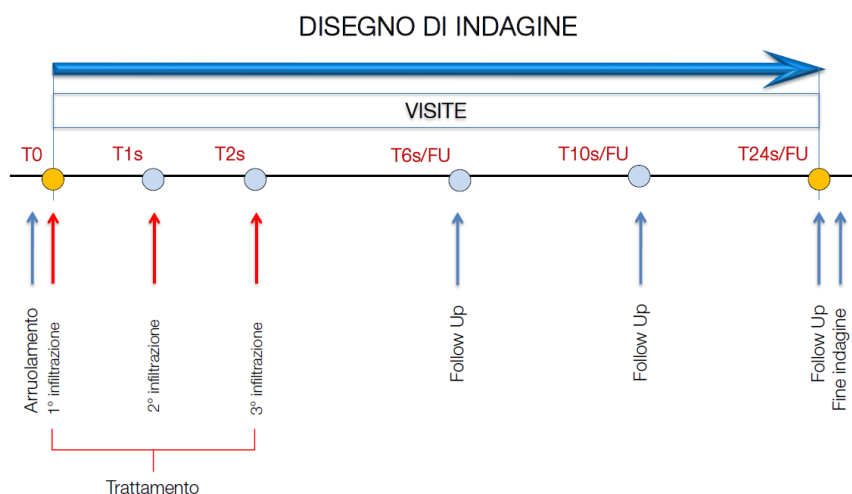 DISEGNO DI INDAGINE
VISITE
T0
T1s
T2s
T6s/FU
T10s/FU
T24s/FU
Arruolamento
1° infiltrazione
2° infiltrazione
3° infiltrazione
Follow Up
Follow Up
Follow Up
Fine indagine
Trattamento